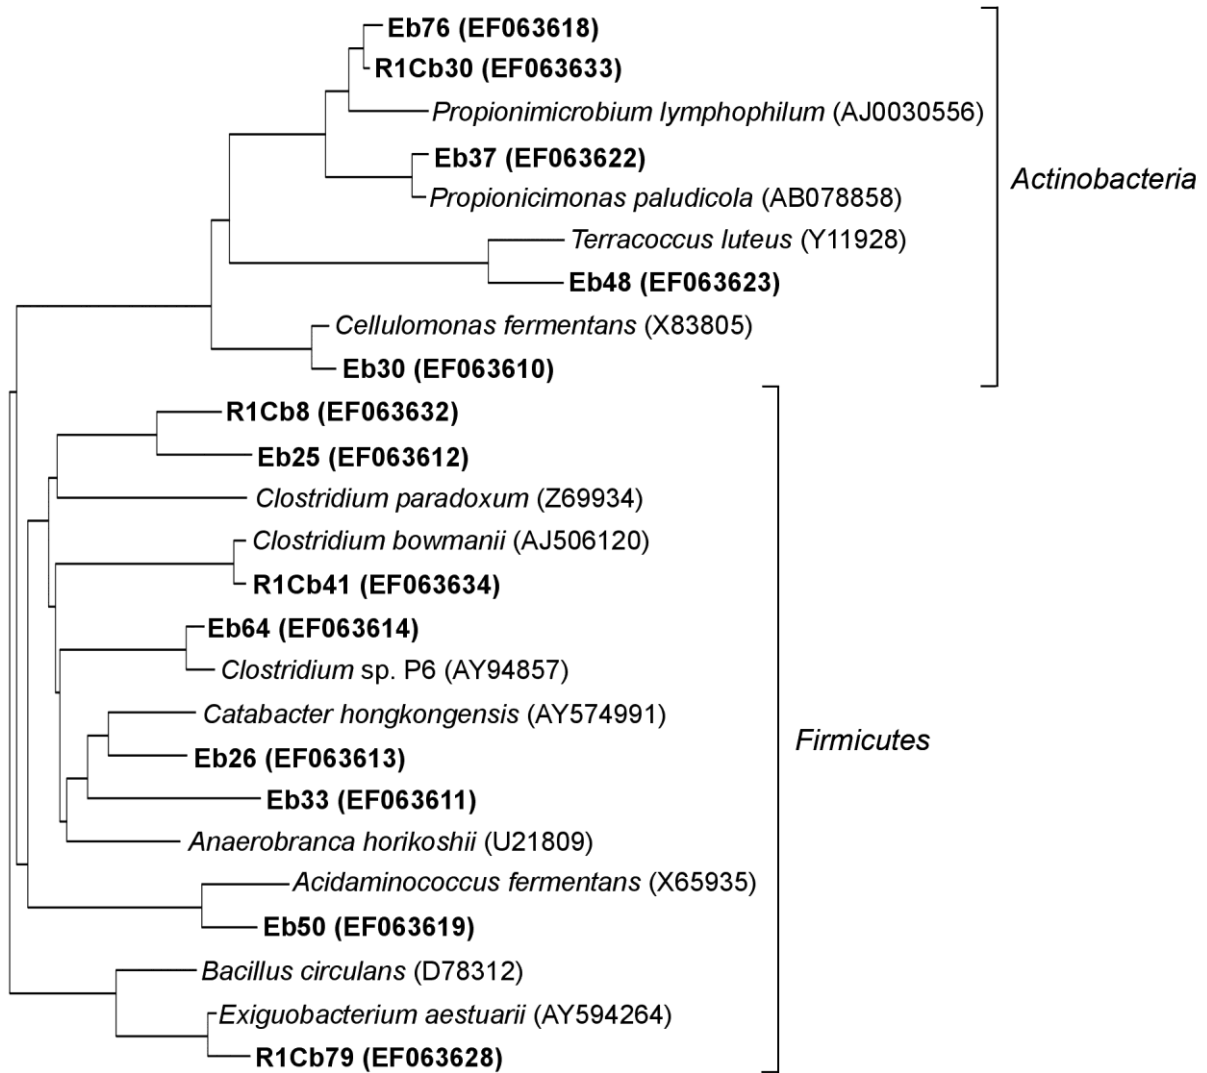 Eb76 (EF063618)
R1Cb30 (EF063633)
Propionimicrobium lymphophilum (AJ0030556)
Eb37 (EF063622)
Actinobacteria
Propionicimonas paludicola (AB078858)
Terracoccus luteus (Y11928)
Eb48 (EF063623)
Cellulomonas fermentans (X83805)
Eb30 (EF063610)
R1Cb8 (EF063632)
Eb25 (EF063612)
Clostridium paradoxum (Z69934)
Clostridium bowmanii (AJ506120)
R1Cb41 (EF063634)
Eb64 (EF063614)
Clostridium sp. P6 (AY94857)
Catabacter hongkongensis (AY574991)
Firmicutes
Eb26 (EF063613)
Eb33 (EF063611)
Anaerobranca horikoshii (U21809)
Acidaminococcus fermentans (X65935)
Eb50 (EF063619)
Bacillus circulans (D78312)
Exiguobacterium aestuarii (AY594264)
R1Cb79 (EF063628)